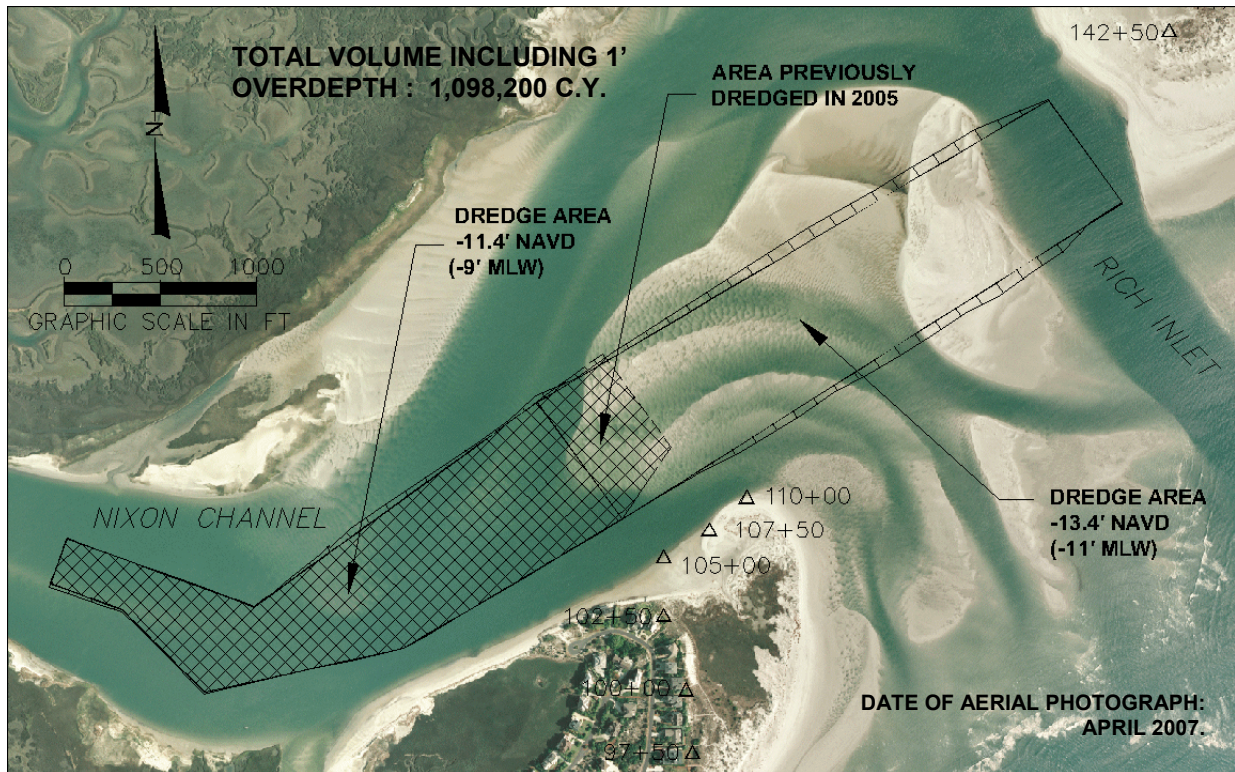 TOTAL VOLUME INCLUDING 1'
OVERDEPTH : 1,098,200 C.Y.
AREA PREVIOUSLY
DREDGED IN 2005
142+50
N
DREDGE AREA
-11.4' NAVD
(-9' MLW)
0 500 1000
GRAPHIC SCALE IN FT
RICH INLET
NIXON CHANNEL
110+00
107+50
105+00
102+50
100+00
97+50
DREDGE AREA
-13.4' NAVD
(-11' MLW)
DATE OF AERIAL PHOTOGRAPH:
APRIL 2007.